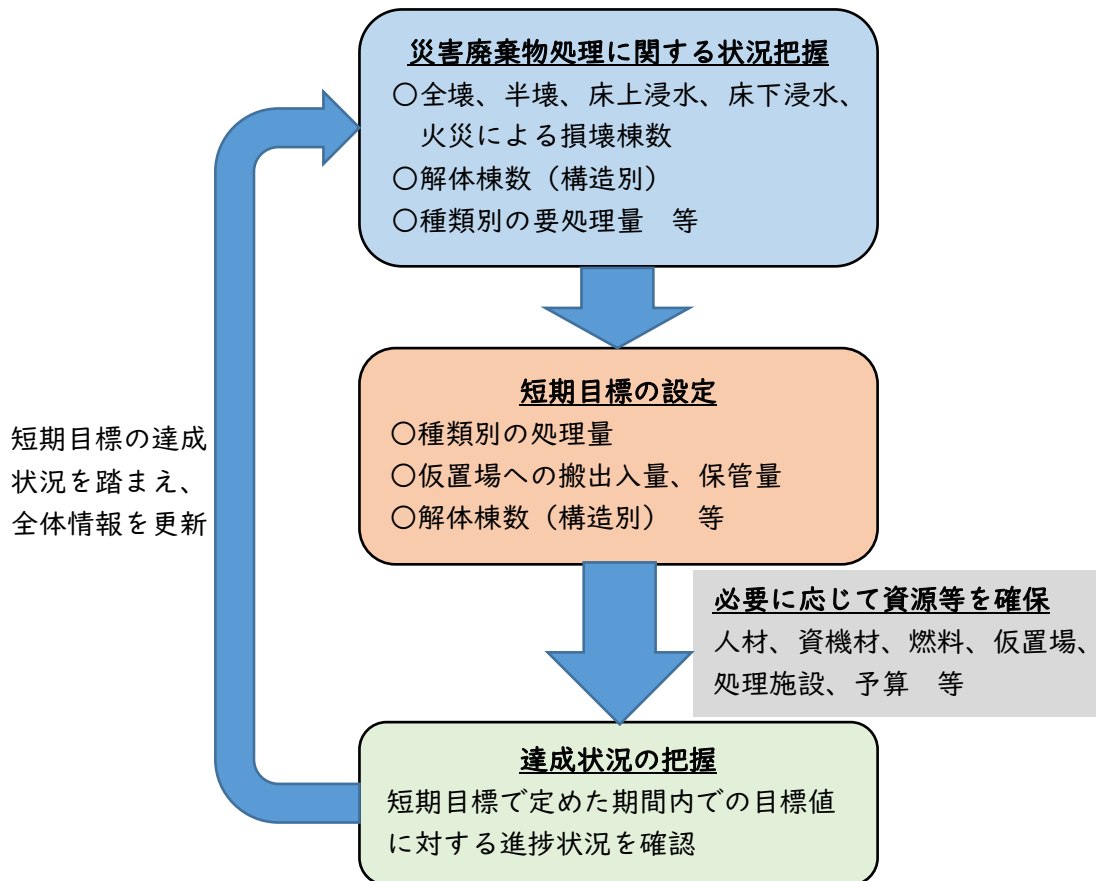 災害廃棄物処理に関する状況把握
○全壊、半壊、床上浸水、床下浸水、
火災による損壊棟数
○解体棟数（構造別）
○種類別の要処理量　等
短期目標の設定
○種類別の処理量
○仮置場への搬出入量、保管量
○解体棟数（構造別）　等
短期目標の達成
状況を踏まえ、
全体情報を更新
必要に応じて資源等を確保
人材、資機材、燃料、仮置場、
処理施設、予算　等
達成状況の把握
短期目標で定めた期間内での目標値
に対する進捗状況を確認